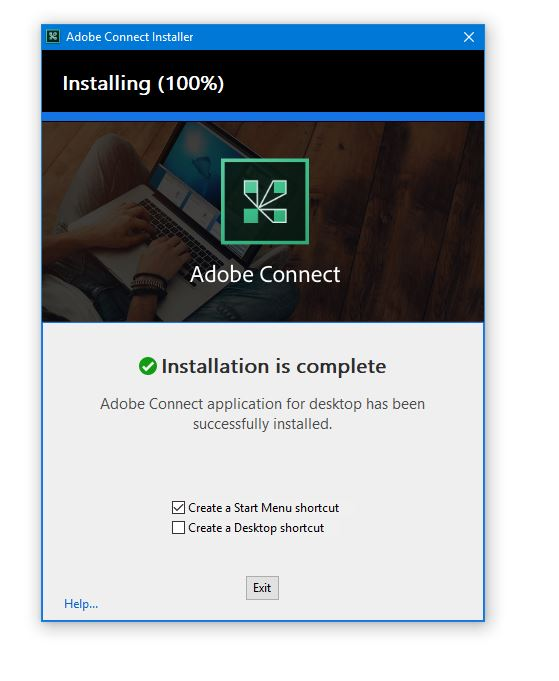 Adobe Connect Installer
Installing (100%)
Adobe Connect
Installation is complete
Adobe Connect application for desktop has been
successfully installed.
Create a Start Menu shortcut
Create a Desktop shortcut
Exit
Help...